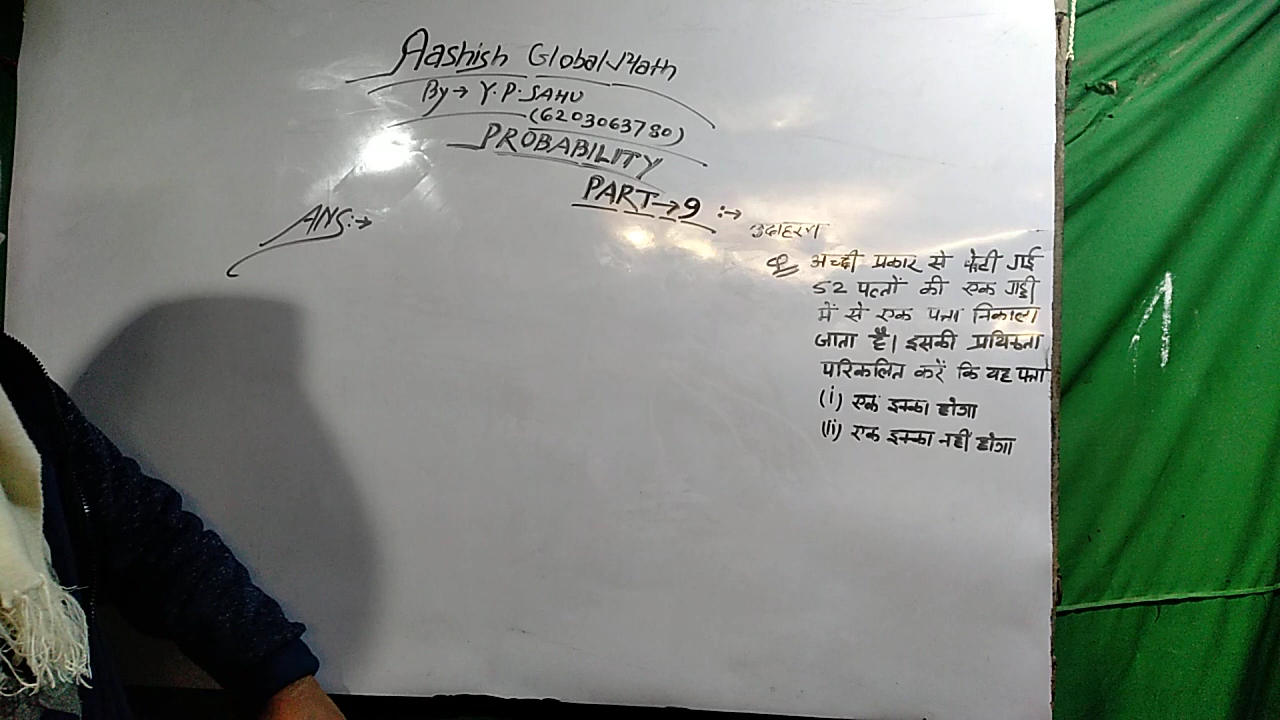 Aashish Global Math
By → Y.P.SAHU
(6203063780)
PROBABILITY
PART→9 :→
ANS:→
उदाहरण
Q अच्छी प्रकार से फेटी गई
52 पत्तों की एक गड्डी
में से एक पत्ता निकाला
जाता है। इसकी प्रायिकता
परिकलित करें कि यह पत्ता
(i) एक इक्का होगा
(ii) एक इक्का नहीं होगा
1